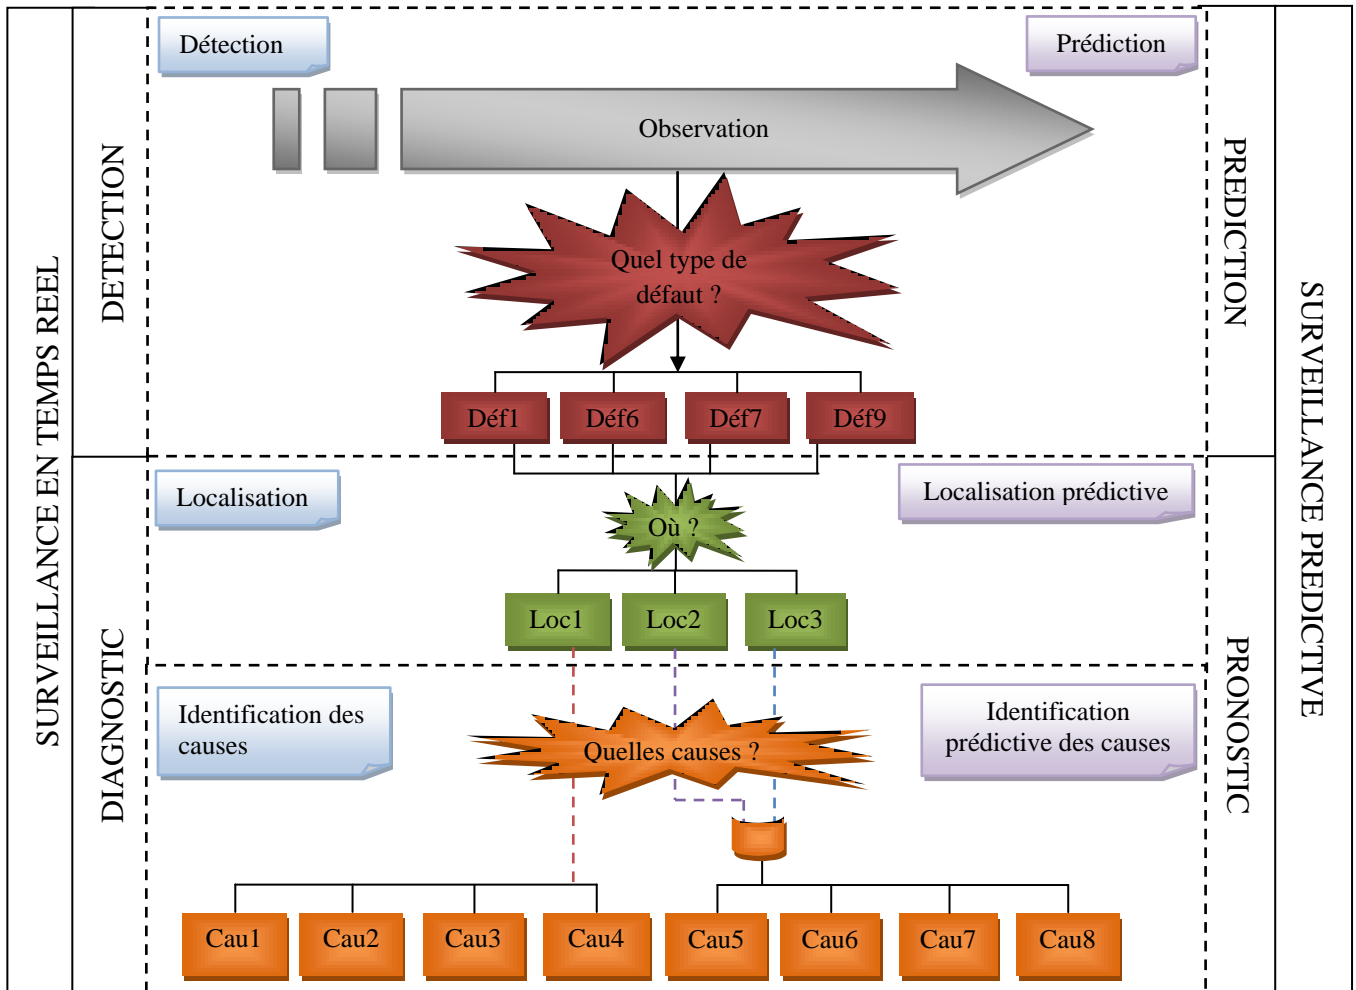 Détection
Prédiction
Observation
Quel type de
défaut ?
Déf1
Déf6
Déf7
Déf9
Localisation
Localisation prédictive
Où ?
Loc1
Loc2
Loc3
Identification des
causes
Identification
prédictive des causes
Quelles causes ?
Cau1
Cau2
Cau3
Cau4
Cau5
Cau6
Cau7
Cau8
SURVEILLANCE EN TEMPS REEL
DETECTION
DIAGNOSTIC
PREDICTION
PRONOSTIC
SURVEILLANCE PREDICTIVE